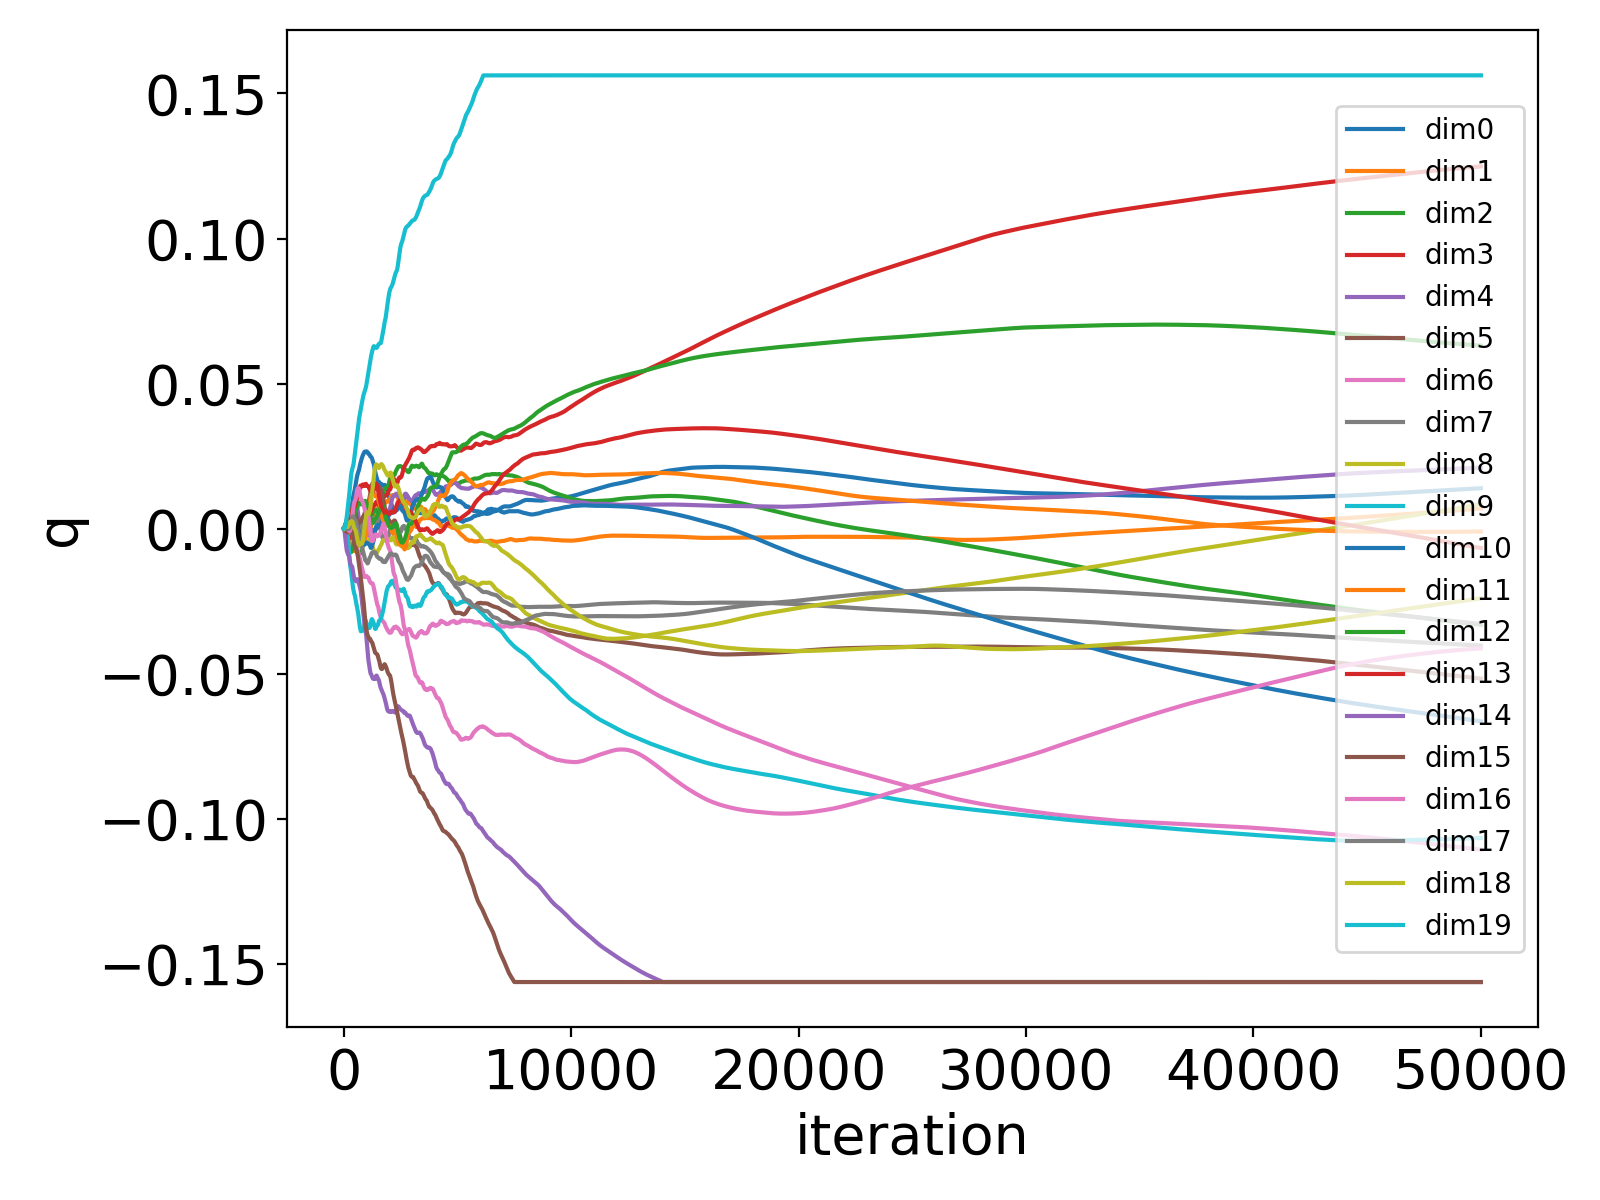 0.15
0.10
0.05
0.00
−0.05
−0.10
−0.15
q
0 10000 20000 30000 40000 50000
iteration
dim0
dim1
dim2
dim3
dim4
dim5
dim6
dim7
dim8
dim9
dim10
dim11
dim12
dim13
dim14
dim15
dim16
dim17
dim18
dim19